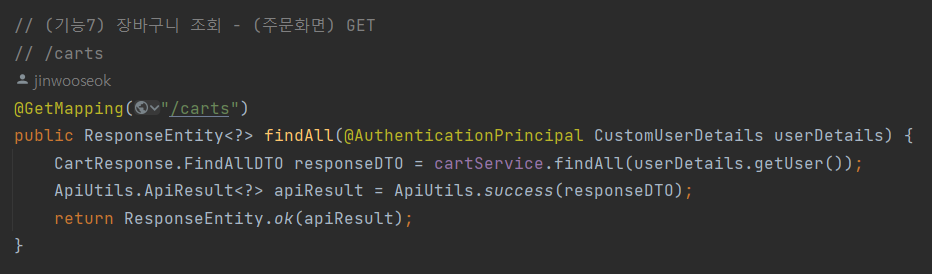 // (기능7) 장바구니 조회 - (주문화면) GET
// /carts
jinwooseok
@GetMapping("/carts")
public ResponseEntity<?> findAll(@AuthenticationPrincipal CustomUserDetails userDetails) {
    CartResponse.FindAllDTO responseDTO = cartService.findAll(userDetails.getUser());
    ApiUtils.ApiResult<?> apiResult = ApiUtils.success(responseDTO);
    return ResponseEntity.ok(apiResult);
}